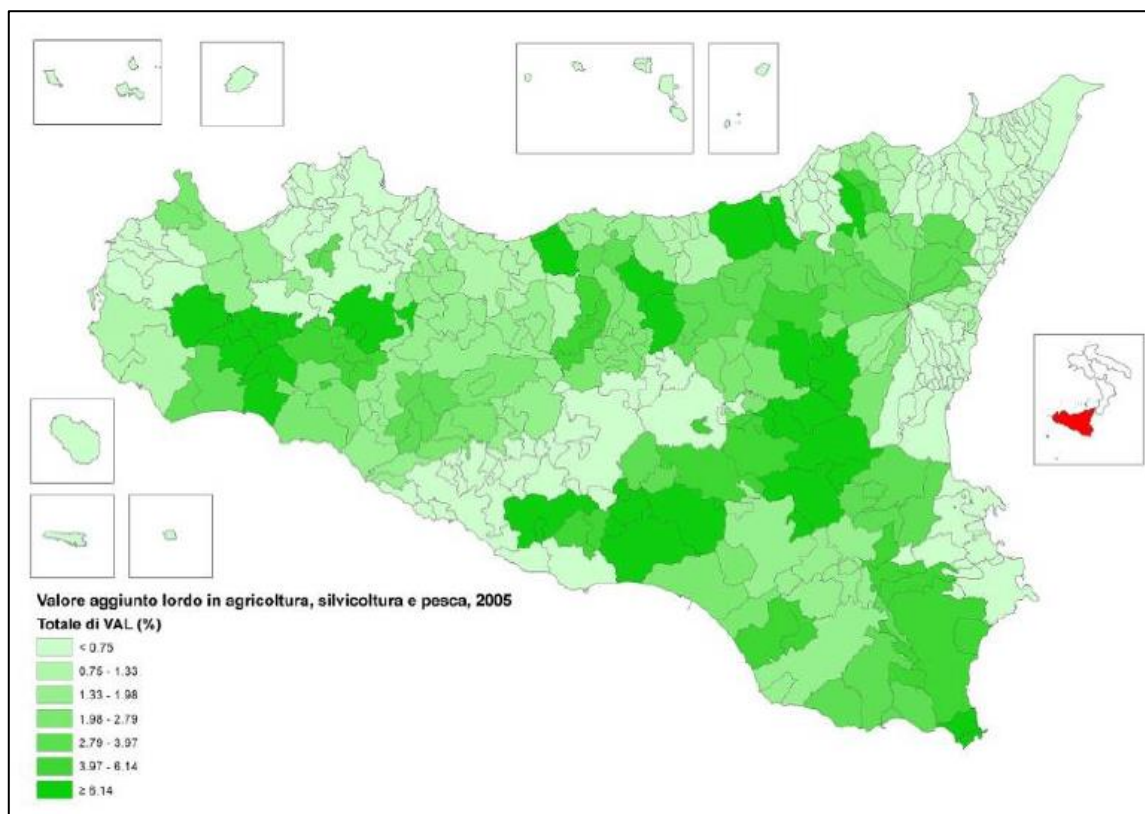 Valore aggiunto lordo in agricoltura, silvicoltura e pesca, 2005
Totale di VAL (%)
< 0.75
0.75 - 1.33
1.33 - 1.98
1.98 - 2.79
2.79 - 3.97
3.97 - 6.14
≥ 6.14